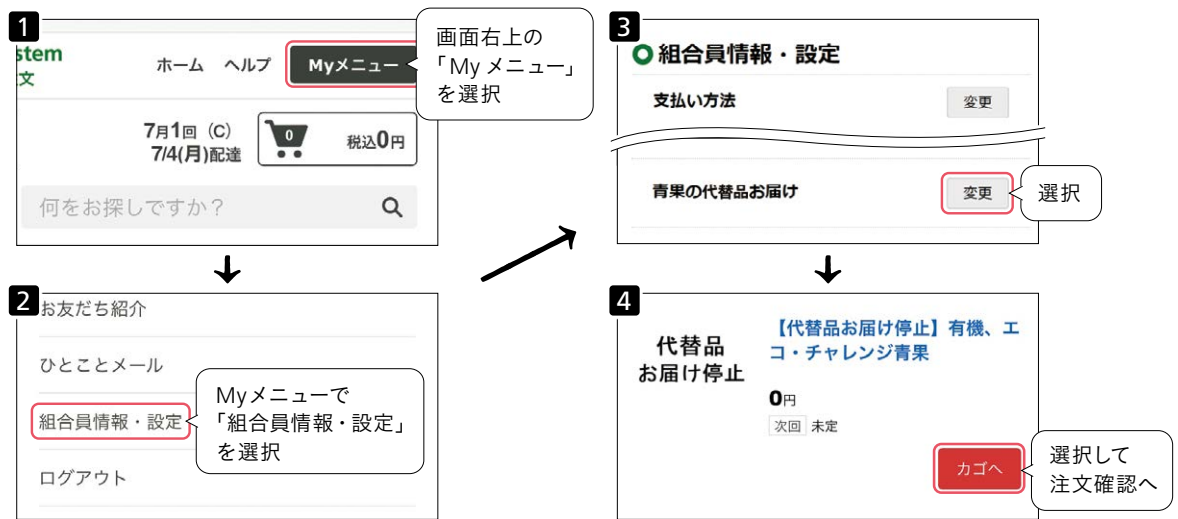 1
stem
文
ホーム ヘルプ Myメニュー
画面右上の
「My メニュー」
を選択
7月1回（C）
7/4(月)配達
0
税込0円
何をお探しですか？
2
お友だち紹介
ひとことメール
組合員情報・設定
Myメニューで
「組合員情報・設定」
を選択
ログアウト
3
組合員情報・設定
支払い方法 変更
青果の代替品お届け 変更
選択
4
代替品
お届け停止
【代替品お届け停止】有機、エ
コ・チャレンジ青果
0円
次回 未定
カゴへ
選択して
注文確認へ